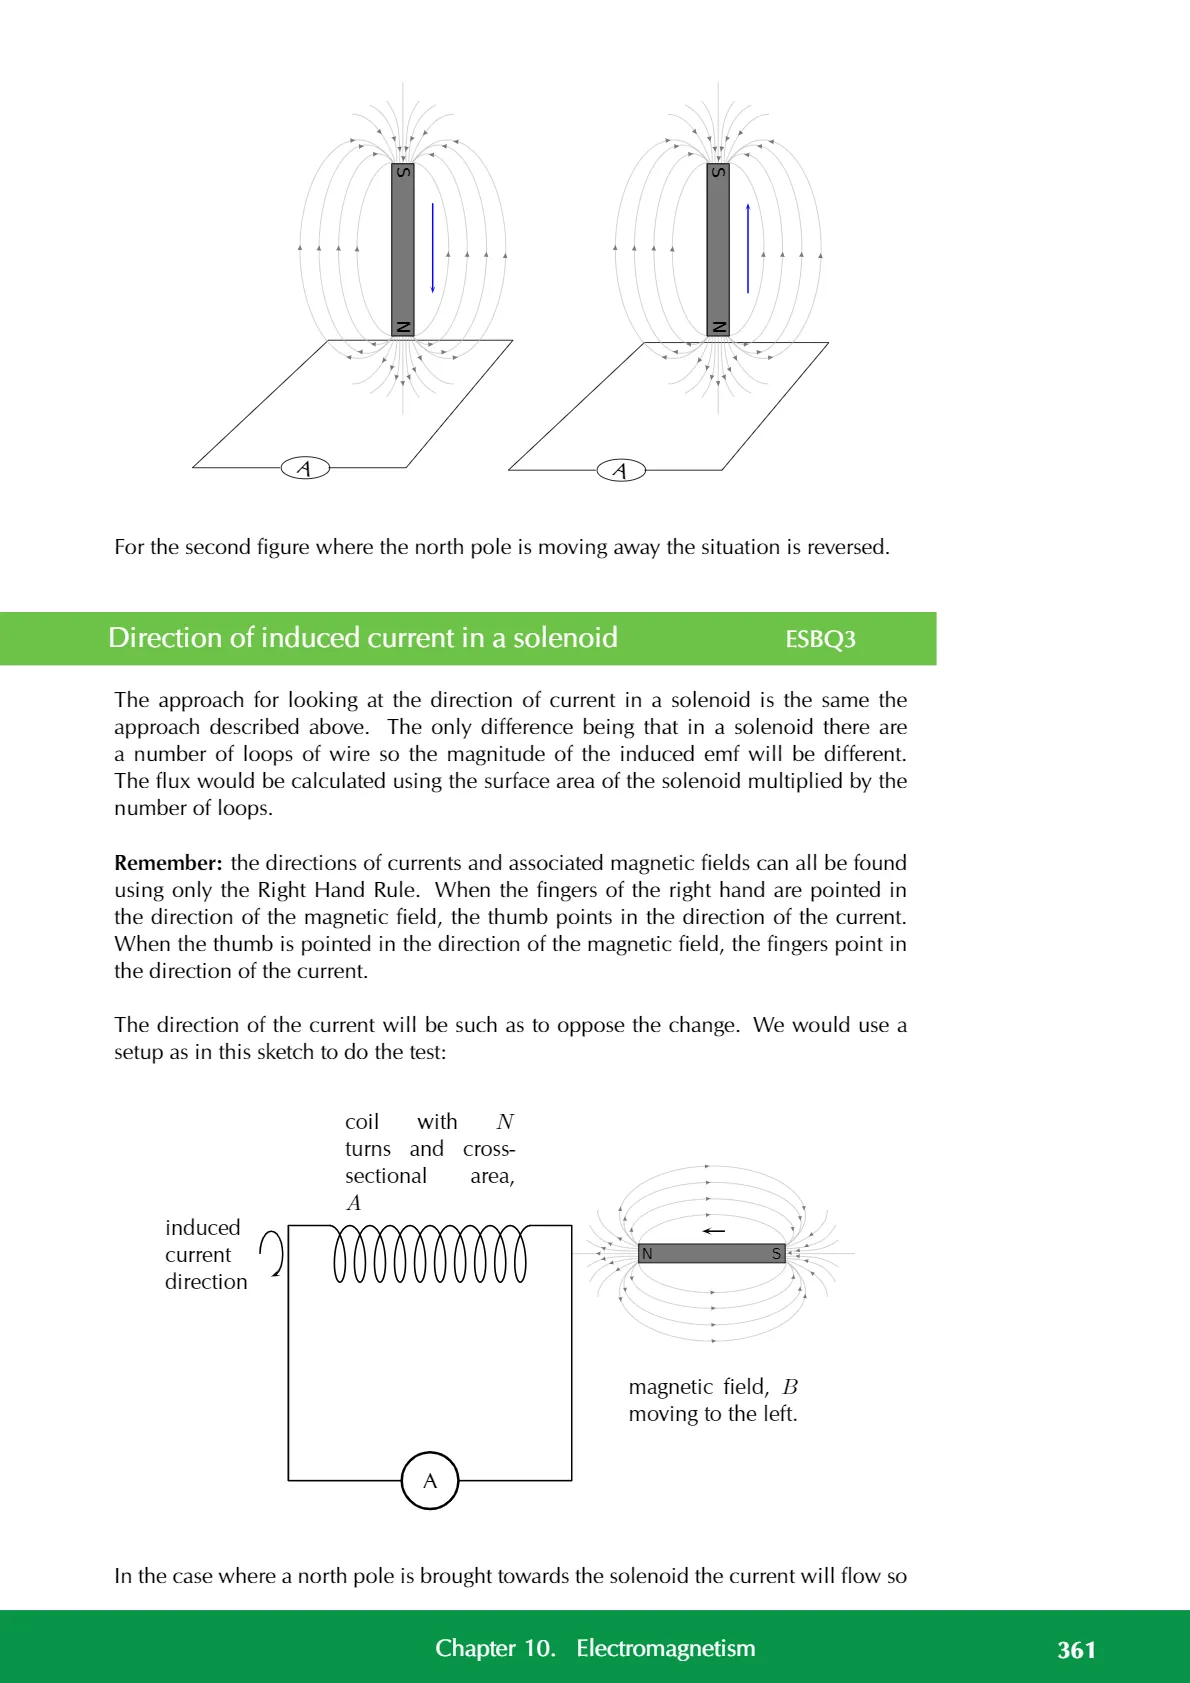 S
S
N
N
A
A
For the second figure where the north pole is moving away the situation is reversed.
Direction of induced current in a solenoid ESBQ3
The approach for looking at the direction of current in a solenoid is the same the
approach described above. The only difference being that in a solenoid there are
a number of loops of wire so the magnitude of the induced emf will be different.
The flux would be calculated using the surface area of the solenoid multiplied by the
number of loops.
Remember: the directions of currents and associated magnetic fields can all be found
using only the Right Hand Rule. When the fingers of the right hand are pointed in
the direction of the magnetic field, the thumb points in the direction of the current.
When the thumb is pointed in the direction of the magnetic field, the fingers point in
the direction of the current.
The direction of the current will be such as to oppose the change. We would use a
setup as in this sketch to do the test:
coil with N
turns and cross-
sectional area,
A
induced
current
direction
N S
magnetic field, B
moving to the left.
A
In the case where a north pole is brought towards the solenoid the current will flow so
Chapter 10. Electromagnetism 361